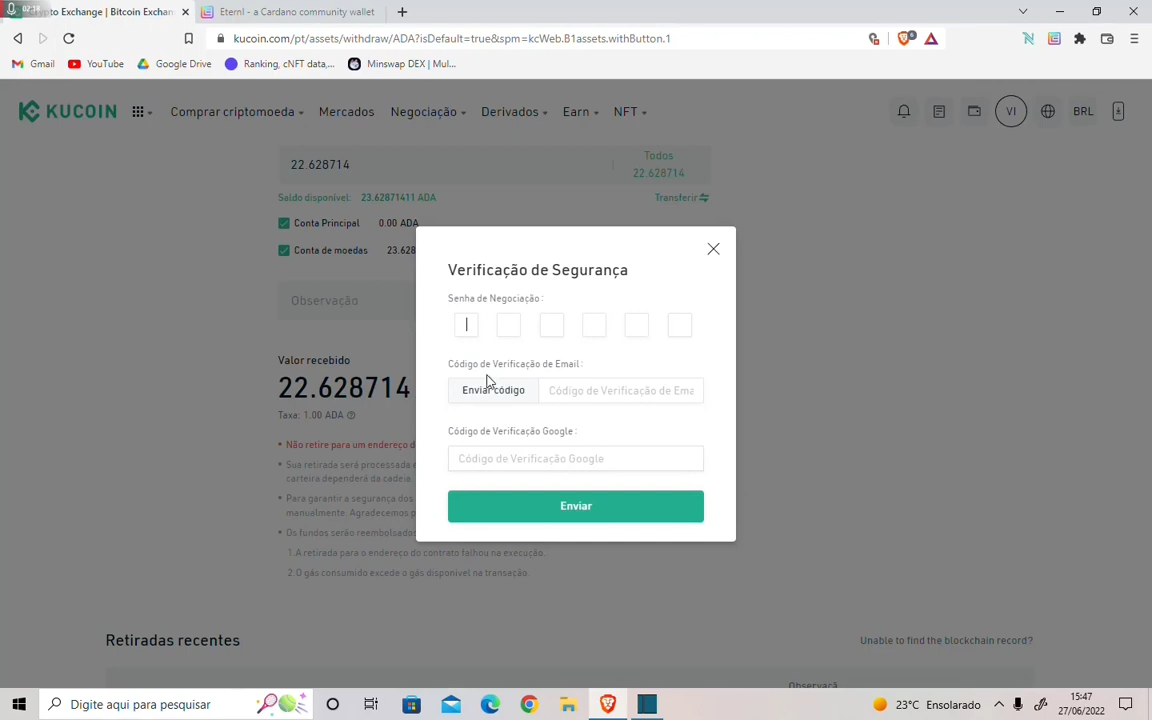 02:18
Crypto Exchange | Bitcoin Exchan
Eternl - a Cardano community wallet
kucoin.com/pt/assets/withdraw/ADA?isDefault=true&spm=kcWeb.B1assets.withButton.1
Gmail
YouTube
Google Drive
Ranking, cNFT data,...
Minswap DEX | Mul...
KUCOIN
Comprar criptomoeda
Mercados
Negociação
Derivados
Earn
NFT
VI
BRL
22.628714
Todos
22.628714
Saldo disponível: 23.62871411 ADA
Transferir
Conta Principal 0.00 ADA
Conta de moedas 23.628
Observação
Valor recebido
22.628714
Taxa: 1.00 ADA
Não retire para um endereço d
Sua retirada será processada e
carteira dependerá da cadeia
Para garantir a segurança dos
manualmente. Agradecemos p
Os fundos serão reembolsados
1.A retirada para o endereço do contrato falhou na execução.
2.O gás consumido excede o gás disponível na transação.
Verificação de Segurança
Senha de Negociação :
Código de Verificação de Email :
Enviar código
Código de Verificação de Ema
Código de Verificação Google :
Código de Verificação Google
Enviar
Retiradas recentes
Unable to find the blockchain record?
Observaçã
Digite aqui para pesquisar
23°C Ensolarado
15:47
27/06/2022